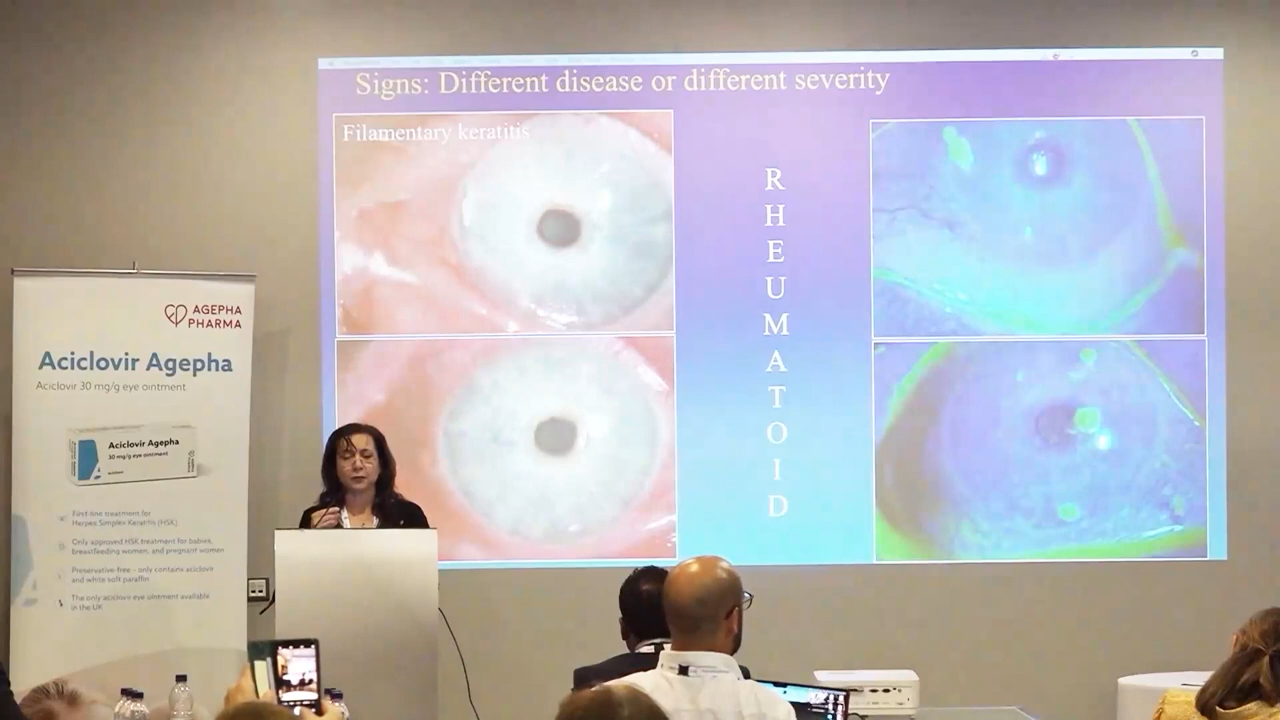 Signs: Different disease or different severity
Filamentary keratitis
R
H
E
U
M
A
T
O
I
D
AGEPHA
PHARMA
Aciclovir Agepha
Aciclovir 30 mg/g eye ointment
Aciclovir Agepha
30 mg/g eye ointment
First-line treatment for
Herpes Simplex Keratitis (HSK)
Only approved HSK treatment for babies,
breastfeeding women, and pregnant women
Preservative-free – only contains aciclovir
and white soft paraffin
The only aciclovir eye ointment available
in the UK